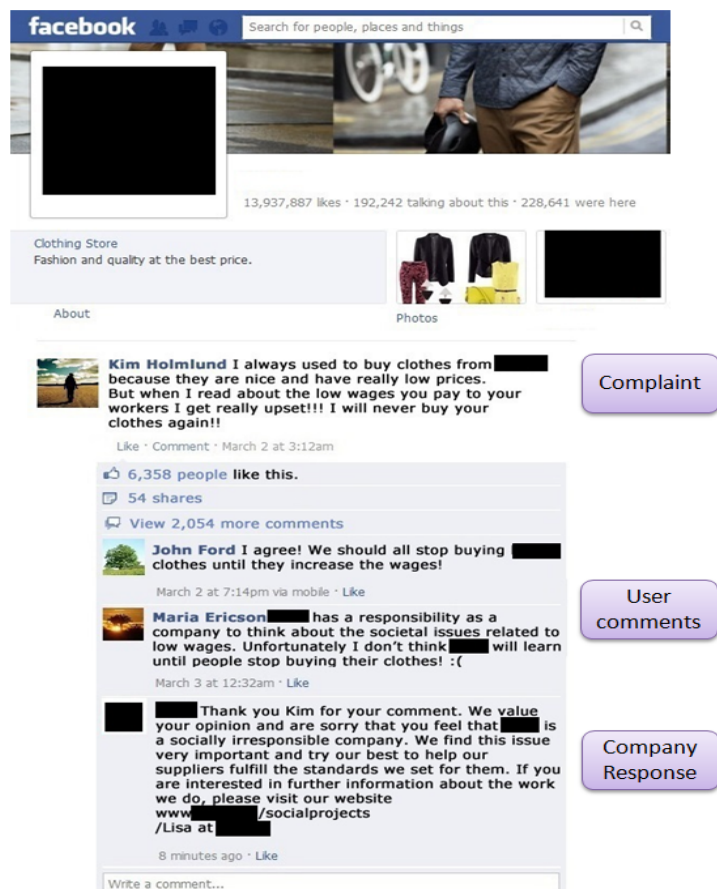 facebook
Search for people, places and things
13,937,887 likes · 192,242 talking about this · 228,641 were here
Clothing Store
Fashion and quality at the best price.
About
Photos
Kim Holmlund I always used to buy clothes from
because they are nice and have really low prices.
But when I read about the low wages you pay to your
workers I get really upset!!! I will never buy your
clothes again!!
Like · Comment · March 2 at 3:12am
Complaint
6,358 people like this.
54 shares
View 2,054 more comments
John Ford I agree! We should all stop buying
clothes until they increase the wages!
March 2 at 7:14pm via mobile · Like
Maria Ericson has a responsibility as a
company to think about the societal issues related to
low wages. Unfortunately I don't think will learn
until people stop buying their clothes! :(
March 3 at 12:32am · Like
User
comments
Thank you Kim for your comment. We value
your opinion and are sorry that you feel that is
a socially irresponsible company. We find this issue
very important and try our best to help our
suppliers fulfill the standards we set for them. If you
are interested in further information about the work
we do, please visit our website
www /socialprojects
/Lisa at
8 minutes ago · Like
Company
Response
Write a comment...